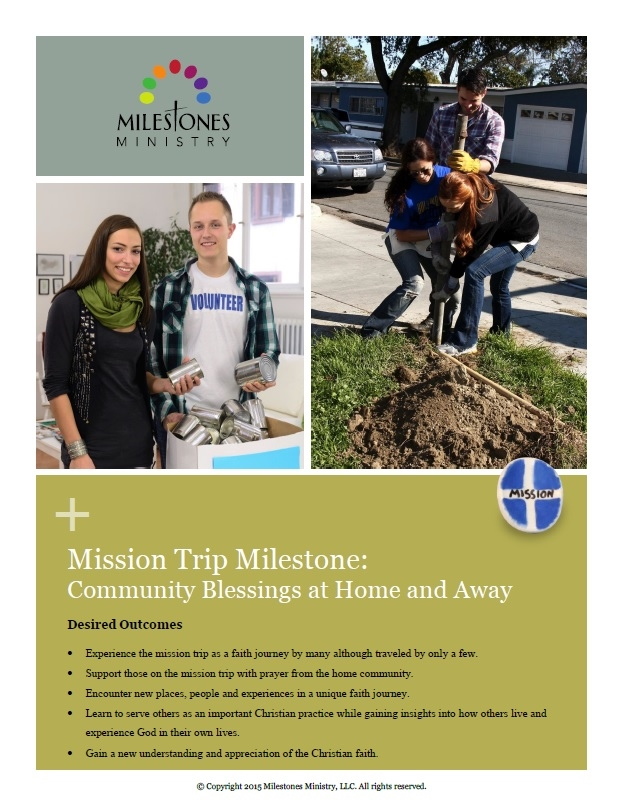 MILESTONES
MINISTRY
VOLUNTEER
MISSION
+
Mission Trip Milestone:
Community Blessings at Home and Away
Desired Outcomes
• Experience the mission trip as a faith journey by many although traveled by only a few.
• Support those on the mission trip with prayer from the home community.
• Encounter new places, people and experiences in a unique faith journey.
• Learn to serve others as an important Christian practice while gaining insights into how others live and
experience God in their own lives.
• Gain a new understanding and appreciation of the Christian faith.
© Copyright 2015 Milestones Ministry, LLC. All rights reserved.